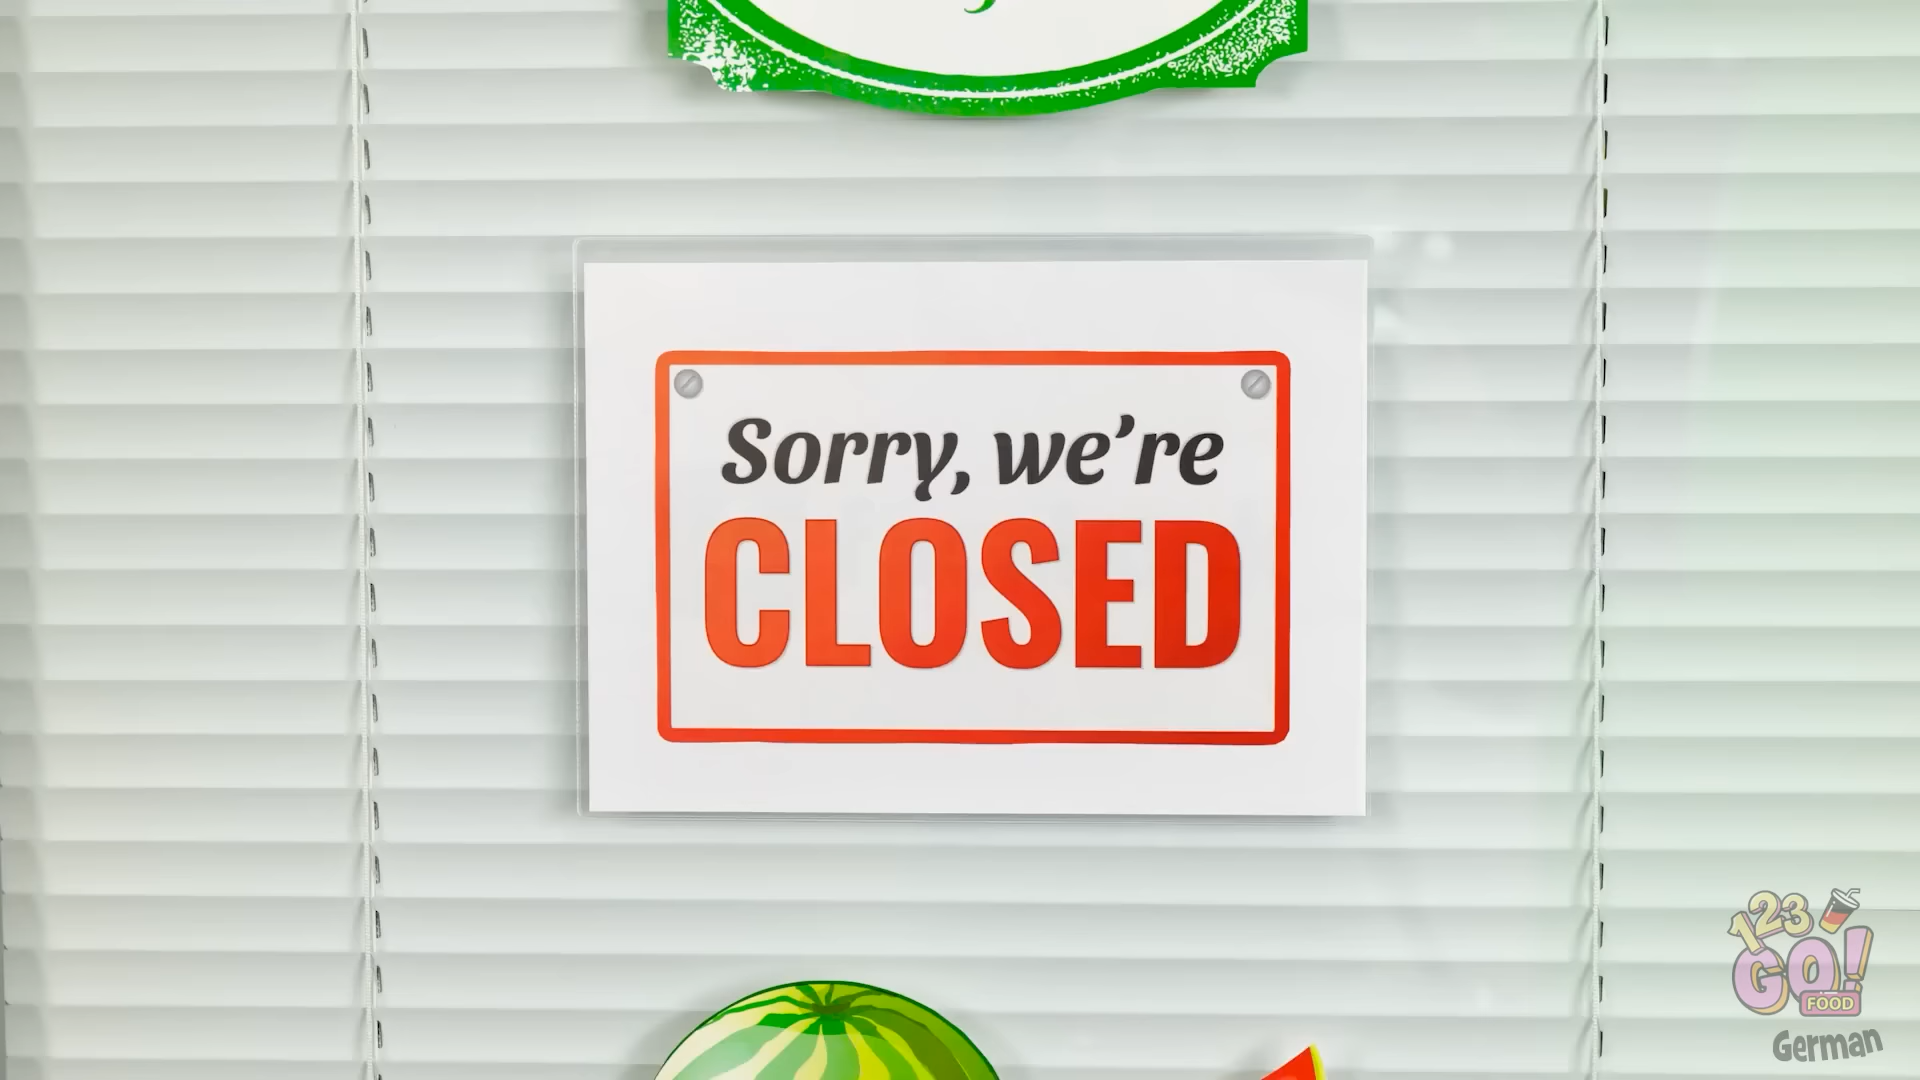 Sorry, we're
CLOSED
123
GO!
FOOD
German